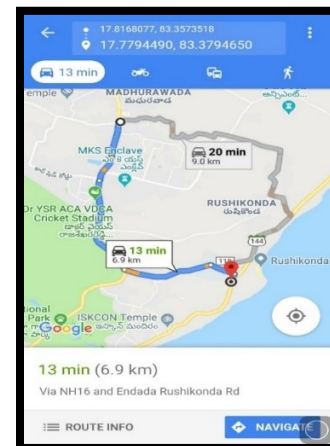 17.8168077, 83.3573518
17.7794490, 83.3794650
13 min
emple
MADHURAWADA
మధురవాడ
MKS Enclave
20 min
9.0 km
Dr YSR ACA VDCA
Cricket Stadium
RUSHIKONDA
రుషికొండ
144
13 min
6.9 km
Rushikonda
ional
Park
ISKCON Temple
Google
ఇస్కాన్ మందిరం
13 min (6.9 km)
Via NH16 and Endada Rushikonda Rd
ROUTE INFO
NAVIGATE